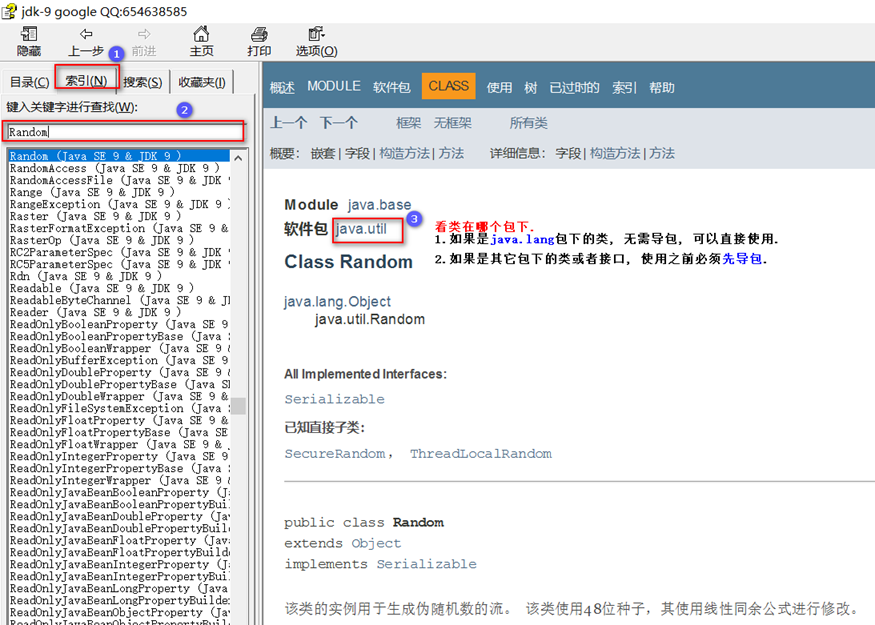 jdk-9 google QQ:654638585
隐藏 上一步 前进 主页 打印 选项(O)
1
目录(C) 索引(N) 搜索(S) 收藏夹(I)
键入关键字进行查找(W):
2
Random
Random (Java SE 9 & JDK 9 )
RandomAccess (Java SE 9 & JDK 9 )
RandomAccessFile (Java SE 9 & JDK
Range (Java SE 9 & JDK 9 )
RangeException (Java SE 9 & JDK 9 )
Raster (Java SE 9 & JDK 9 )
RasterFormatException (Java SE 9 &
RasterOp (Java SE 9 & JDK 9 )
RC2ParameterSpec (Java SE 9 & JDK
RC5ParameterSpec (Java SE 9 & JDK
Rdn (Java SE 9 & JDK 9 )
Readable (Java SE 9 & JDK 9 )
ReadableByteChannel (Java SE 9 & J
Reader (Java SE 9 & JDK 9 )
ReadOnlyBooleanProperty (Java SE 9
ReadOnlyBooleanPropertyBase (Java
ReadOnlyBooleanWrapper (Java SE 9
ReadOnlyBufferException (Java SE 9
ReadOnlyDoubleProperty (Java SE 9
ReadOnlyDoublePropertyBase (Java S
ReadOnlyDoubleWrapper (Java SE 9 &
ReadOnlyFileSystemException (Java
ReadOnlyFloatProperty (Java SE 9 &
ReadOnlyFloatPropertyBase (Java SE
ReadOnlyFloatWrapper (Java SE 9 &
ReadOnlyIntegerProperty (Java SE 9
ReadOnlyIntegerPropertyBase (Java
ReadOnlyIntegerWrapper (Java SE 9
ReadOnlyJavaBeanBooleanProperty (J
ReadOnlyJavaBeanBooleanPropertyBui
ReadOnlyJavaBeanDoubleProperty (Ja
ReadOnlyJavaBeanDoublePropertyBuil
ReadOnlyJavaBeanFloatProperty (Jav
ReadOnlyJavaBeanFloatPropertyBuild
ReadOnlyJavaBeanIntegerProperty (J
ReadOnlyJavaBeanIntegerPropertyBui
ReadOnlyJavaBeanLongProperty (Java
ReadOnlyJavaBeanLongPropertyBuilde
ReadOnlyJavaBeanObjectProperty (Ja
ReadOnlyJavaBeanObjectPropertyBuil
概述 MODULE 软件包 CLASS 使用 树 已过时的 索引 帮助
上一个 下一个 框架 无框架 所有类
概要: 嵌套 | 字段 | 构造方法 | 方法 详细信息: 字段 | 构造方法 | 方法
Module java.base
软件包 java.util 3
看类在哪个包下.
1.如果是java.lang包下的类, 无需导包, 可以直接使用.
2.如果是其它包下的类或者接口, 使用之前必须先导包.
Class Random
java.lang.Object
java.util.Random
All Implemented Interfaces:
Serializable
已知直接子类:
SecureRandom, ThreadLocalRandom
public class Random
extends Object
implements Serializable
该类的实例用于生成伪随机数的流。 该类使用48位种子，其使用线性同余公式进行修改。